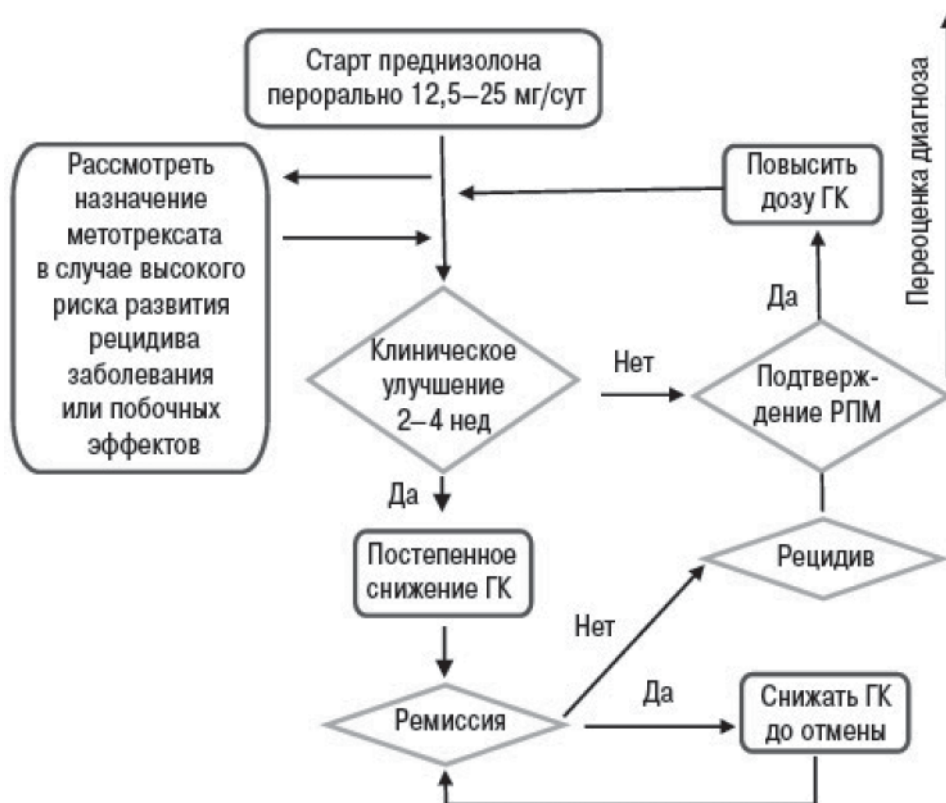 Старт преднизолона
перорально 12,5–25 мг/сут
Рассмотреть
назначение
метотрексата
в случае высокого
риска развития
рецидива
заболевания
или побочных
эффектов
Повысить
дозу ГК
Переоценка диагноза
Да
Клиническое
улучшение
2–4 нед
Нет
Подтверж-
дение РПМ
Да
Постепенное
снижение ГК
Рецидив
Нет
Ремиссия
Да
Снижать ГК
до отмены